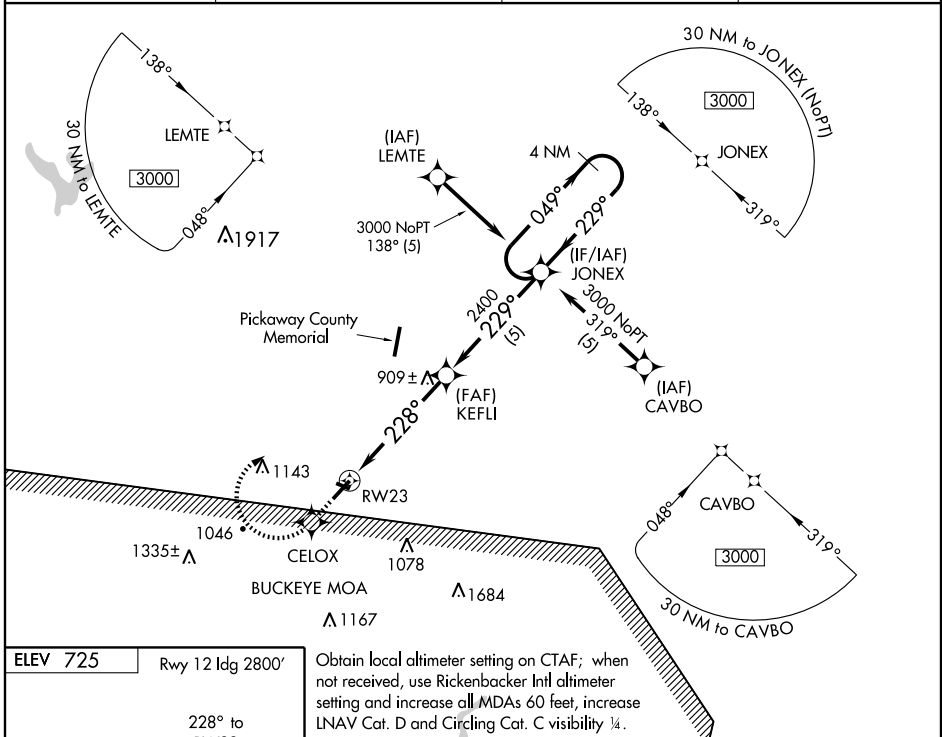 138°
LEMTE
30 NM to LEMTE
3000
048°
1917
(IAF)
LEMTE
3000 NoPT
138° (5)
4 NM
049°
229°
30 NM to JONEX (NoPT)
3000
138°
JONEX
319°
(IF/IAF)
JONEX
2400
229°
(5)
3000 NoPT
319°
(5)
(IAF)
CAVBO
Pickaway County
Memorial
909±
(FAF)
KEFLI
228°
1143
RW23
1046
1335±
CELOX
1078
BUCKEYE MOA
1684
1167
CAVBO
048°
319°
3000
30 NM to CAVBO
ELEV 725
Rwy 12 ldg 2800'
228° to
Obtain local altimeter setting on CTAF; when
not received, use Rickenbacker Intl altimeter
setting and increase all MDAs 60 feet, increase
LNAV Cat. D and Circling Cat. C visibility ¼.